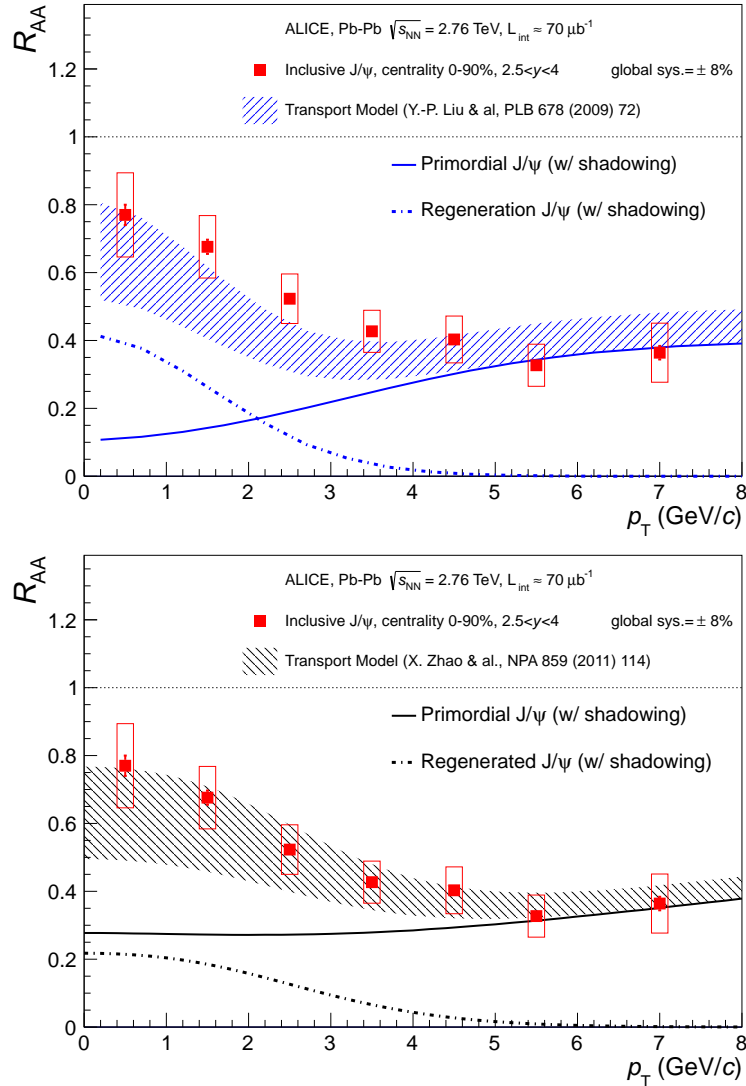 R_AA
ALICE, Pb-Pb √s_NN = 2.76 TeV, L_int ≈ 70 μb⁻¹
Inclusive J/ψ, centrality 0-90%, 2.5<y<4 global sys.= ± 8%
Transport Model (Y.-P. Liu & al, PLB 678 (2009) 72)
Primordial J/ψ (w/ shadowing)
Regeneration J/ψ (w/ shadowing)
1.2
1
0.8
0.6
0.4
0.2
0
0 1 2 3 4 5 6 7 8
p_T (GeV/c)
R_AA
ALICE, Pb-Pb √s_NN = 2.76 TeV, L_int ≈ 70 μb⁻¹
Inclusive J/ψ, centrality 0-90%, 2.5<y<4 global sys.= ± 8%
Transport Model (X. Zhao & al., NPA 859 (2011) 114)
Primordial J/ψ (w/ shadowing)
Regenerated J/ψ (w/ shadowing)
1.2
1
0.8
0.6
0.4
0.2
0
0 1 2 3 4 5 6 7 8
p_T (GeV/c)